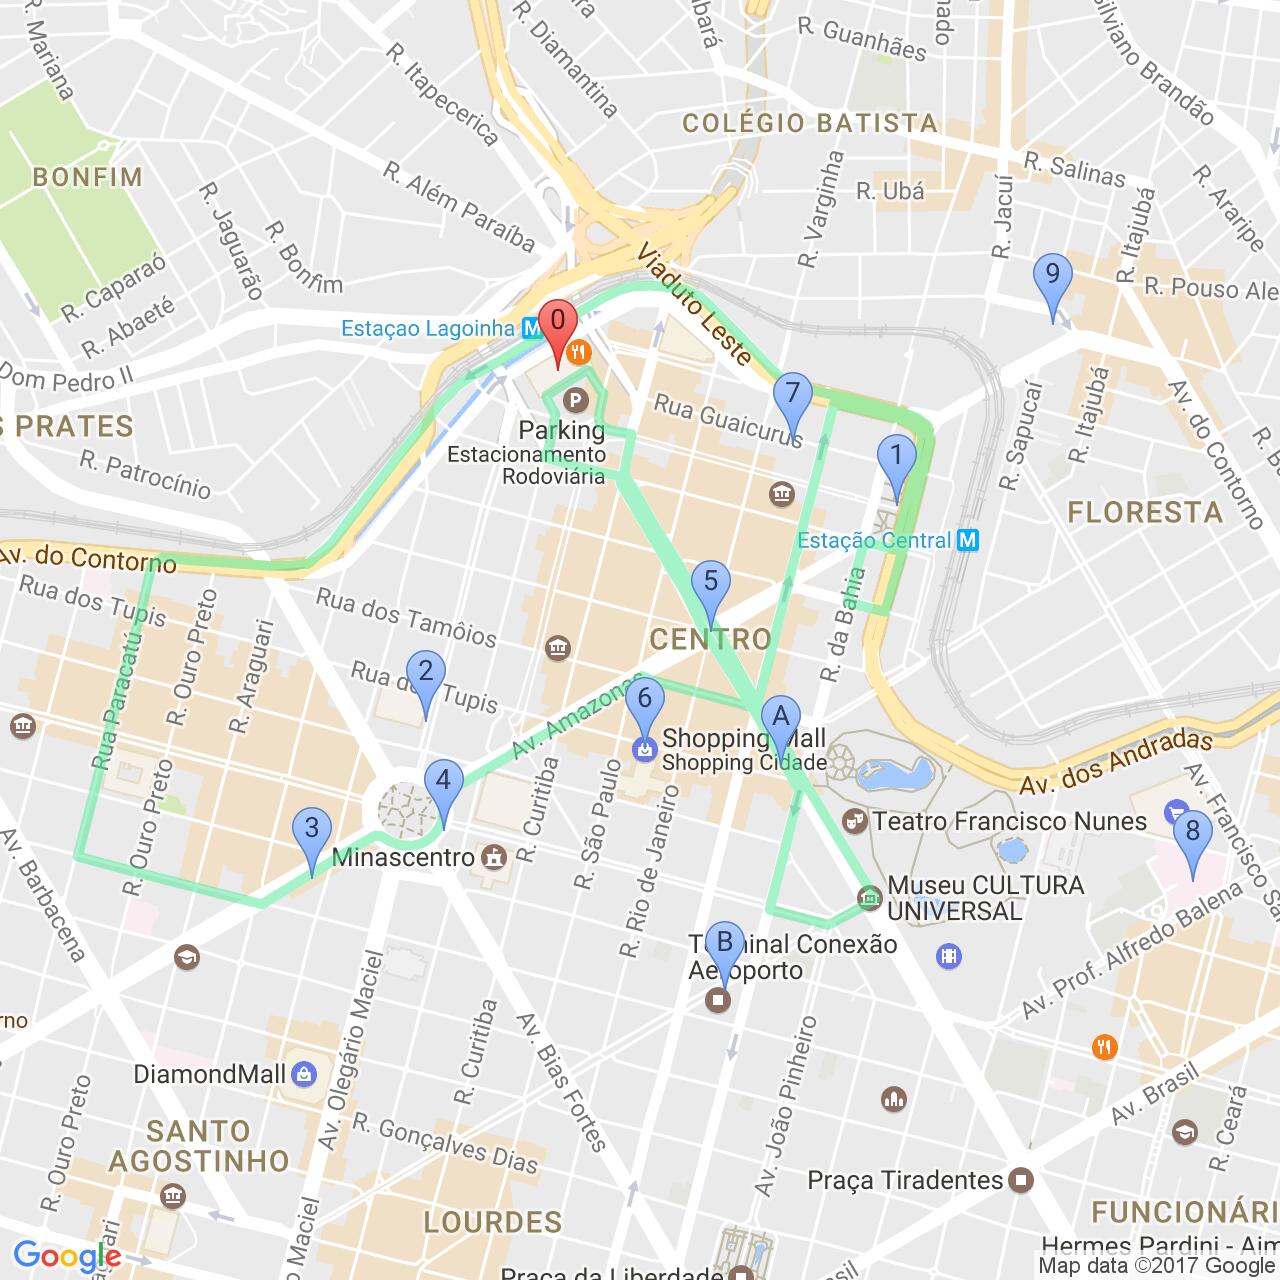 R. Mariana
R. Itapecerica
R. Diamantina
R. Guanhães
Silviano Brandão
COLÉGIO BATISTA
R. Salinas
BONFIM
R. Além Paraíba
R. Ubá
R. Varginha
R. Jacuí
R. Itajubá
R. Araripe
R. Jaguarão
R. Bonfim
R. Caparaó
R. Abaeté
Viaduto Leste
9
R. Pouso Ale
Estaçao Lagoinha
M
0
Dom Pedro II
7
Rua Guaicurus
S PRATES
P
Parking
Estacionamento
Rodoviária
R. Patrocínio
1
R. Sapucaí
R. Itajubá
Av. do Contorno
FLORESTA
Estação Central
M
Av. do Contorno
Rua dos Tupis
Rua dos Tamôios
5
CENTRO
R. da Bahia
R. Ouro Preto
R. Araguari
Rua Paracatú
2
Rua dos Tupis
6
A
Av. Amazonas
Shopping Mall
Shopping Cidade
Av. dos Andradas
4
3
R. Ouro Preto
Minascentro
R. Curitiba
R. São Paulo
R. Rio de Janeiro
Teatro Francisco Nunes
8
Av. Francisco Sa
Av. Barbacena
Museu CULTURA
UNIVERSAL
B
Terminal Conexão
Aeroporto
Av. Prof. Alfredo Balena
rno
Av. Olegário Maciel
R. Curitiba
Av. Bias Fortes
Av. João Pinheiro
DiamondMall
Av. Brasil
R. Ceará
R. Ouro Preto
SANTO
AGOSTINHO
R. Gonçalves Dias
Praça Tiradentes
LOURDES
FUNCIONÁRI
Hermes Pardini - Aim
Google
Praça da Liberdade
Map data ©2017 Google